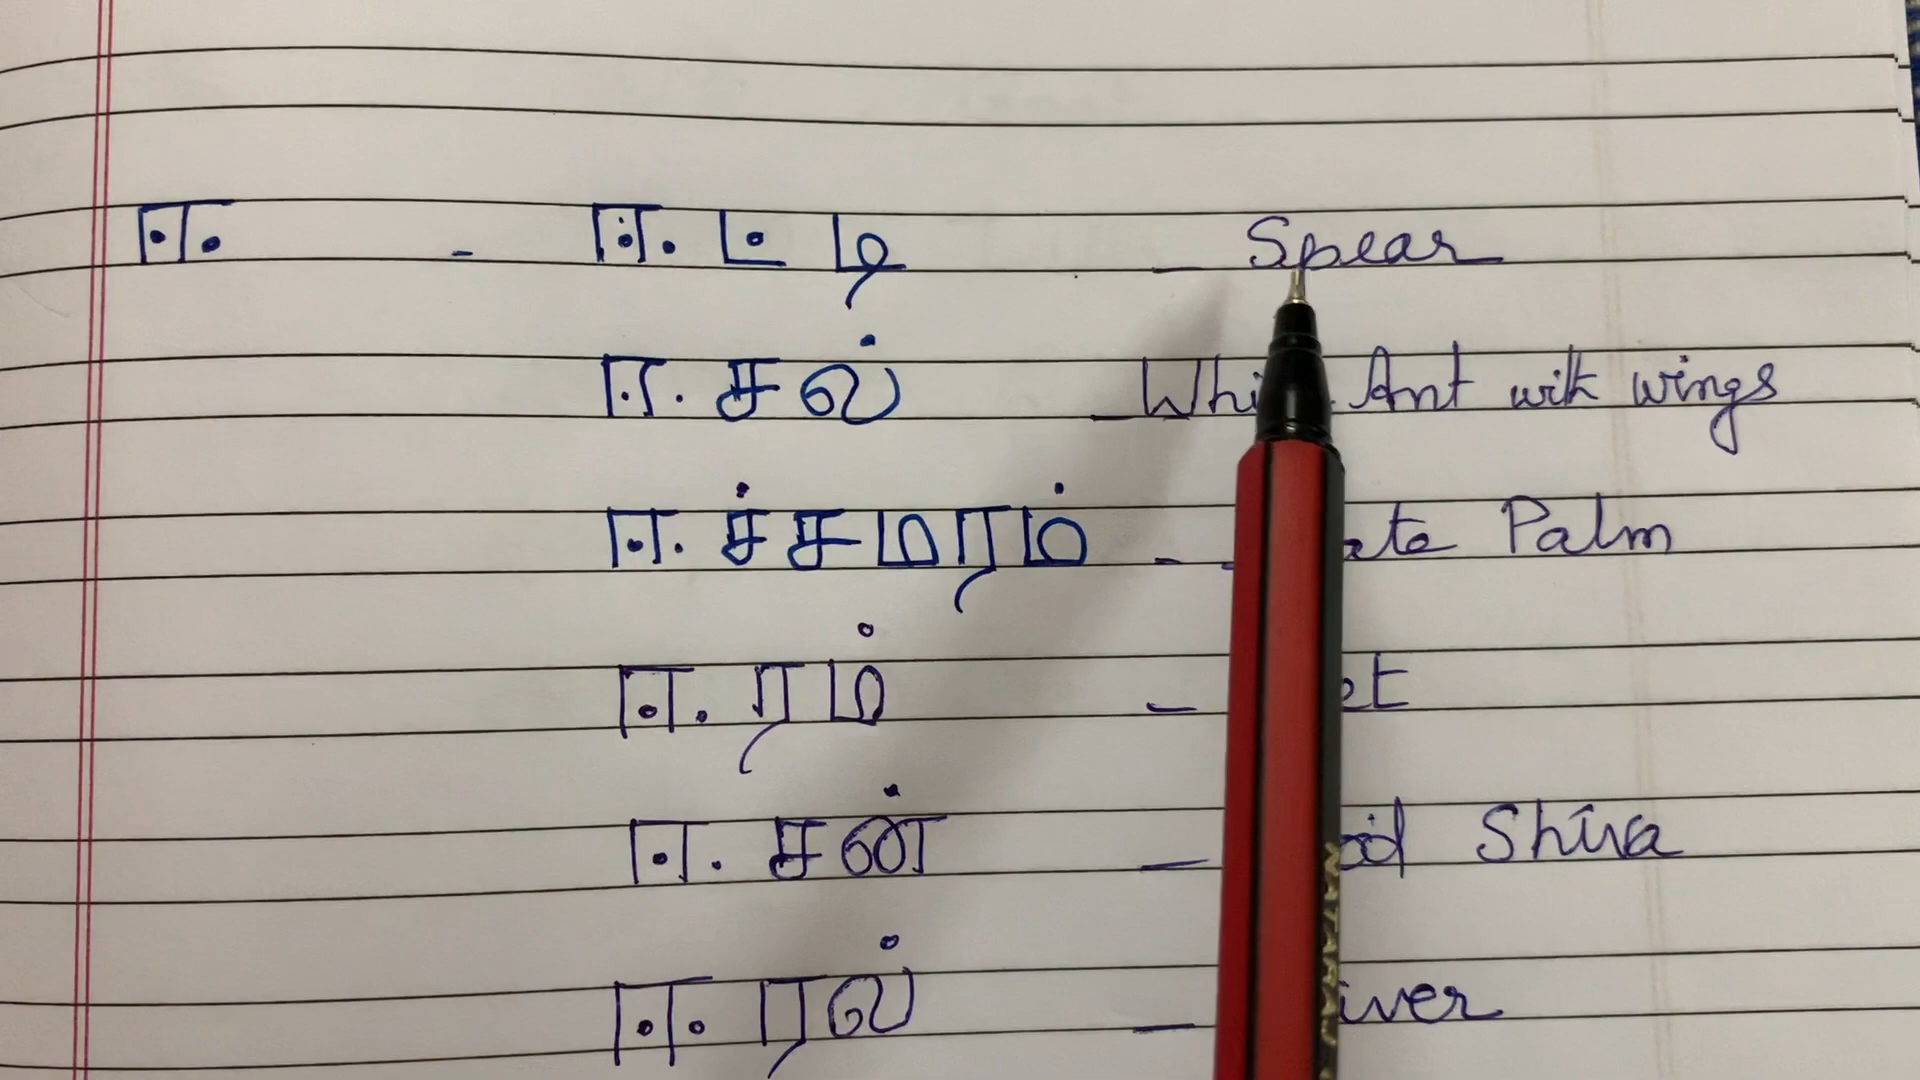 ஈ - ஈட்டி - Spear
ஈசல் - Ant with wings
ஈச்சமரம் - Palm
ஈரம் -
ஈசன் - Shiva
ஈரல் -